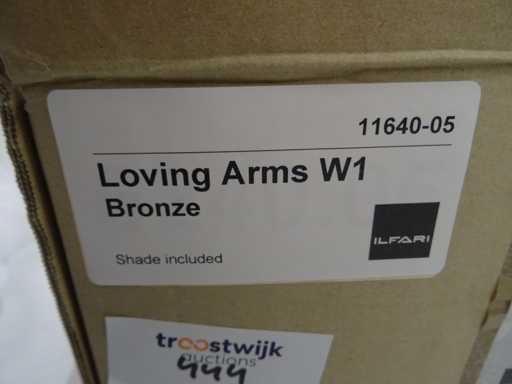 11640-05
Loving Arms W1
Bronze
ILFARI
Shade included
troostwijk
auctions
444